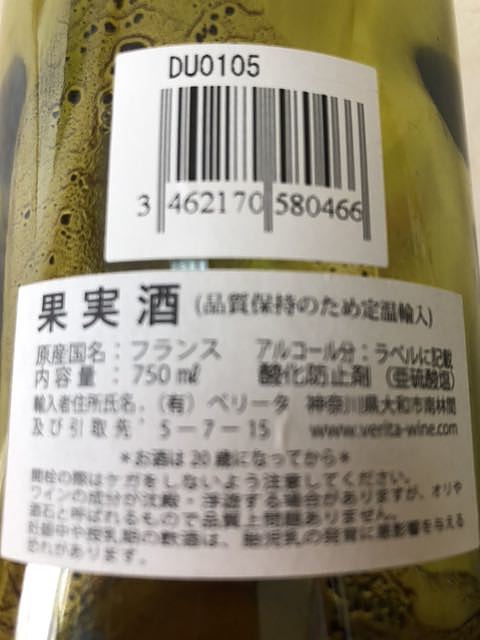 DU0105
3 462170 580466
果実酒 (品質保持のため定温輸入)
原産国名：フランス アルコール分：ラベルに記載
内容量：750㎖ 酸化防止剤（亜硫酸塩）
輸入者住所氏名．（有）ベリータ 神奈川県大和市南林間
及び引取先 5－7－15 www.verita-wine.com
＊お酒は20歳になってから＊
開栓の際はケガをしないよう注意してください。
ワインの成分が沈殿・浮遊する場合がありますが、オリや
酒石と呼ばれるもので品質上問題ありません。
妊娠中や授乳期の飲酒は、胎児乳の発育に悪影響を与える
恐れがあります。